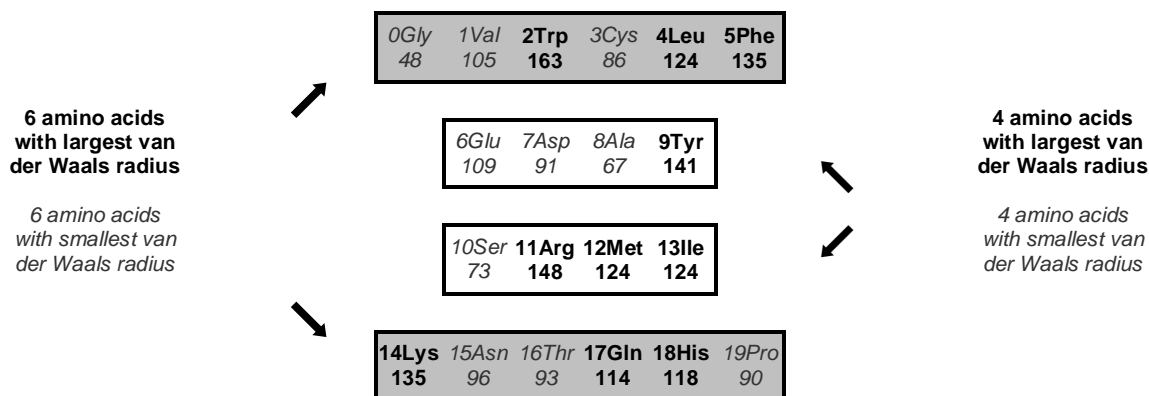 0Gly 1Val 2Trp 3Cys 4Leu 5Phe
48 105 163 86 124 135
6 amino acids
with largest van
der Waals radius
6 amino acids
with smallest van
der Waals radius
6Glu 7Asp 8Ala 9Tyr
109 91 67 141
10Ser 11Arg 12Met 13Ile
73 148 124 124
4 amino acids
with largest van
der Waals radius
4 amino acids
with smallest van
der Waals radius
14Lys 15Asn 16Thr 17Gln 18His 19Pro
135 96 93 114 118 90